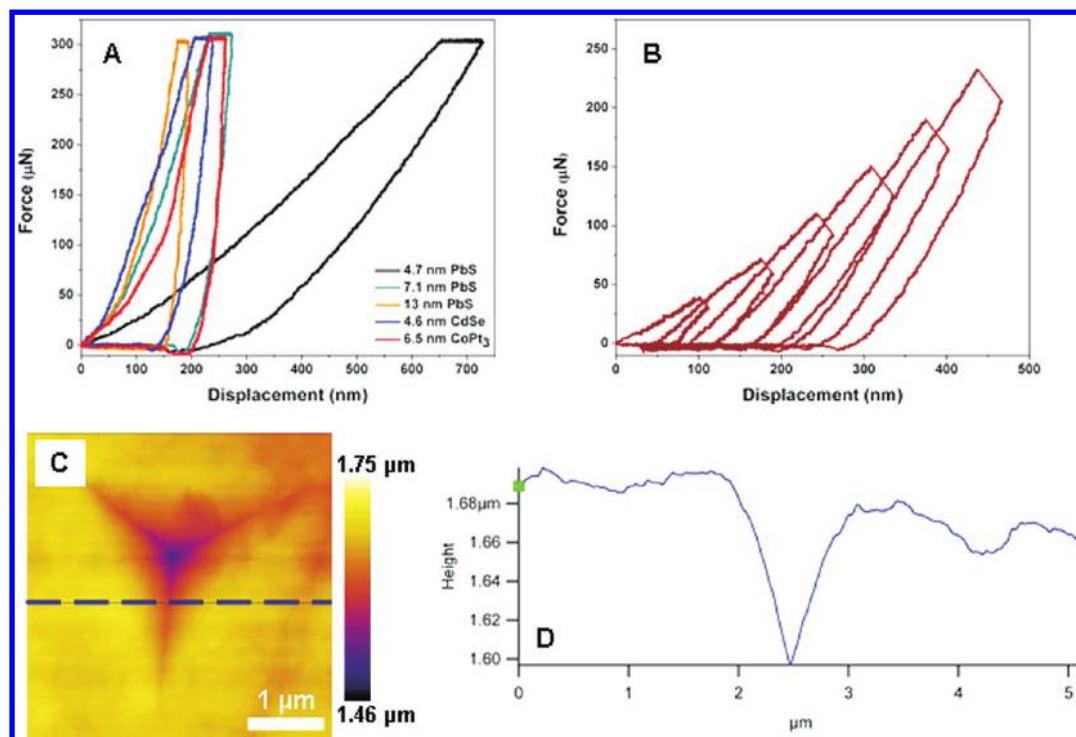 A
Force (µN)
300
250
200
150
100
50
0
4.7 nm PbS
7.1 nm PbS
13 nm PbS
4.6 nm CdSe
6.5 nm CoPt3
0 100 200 300 400 500 600 700
Displacement (nm)
B
Force (µN)
250
200
150
100
50
0
0 100 200 300 400 500
Displacement (nm)
C
1.75 µm
1.46 µm
1 µm
D
Height
1.68µm
1.66
1.64
1.62
1.60
0 1 2 3 4 5
µm